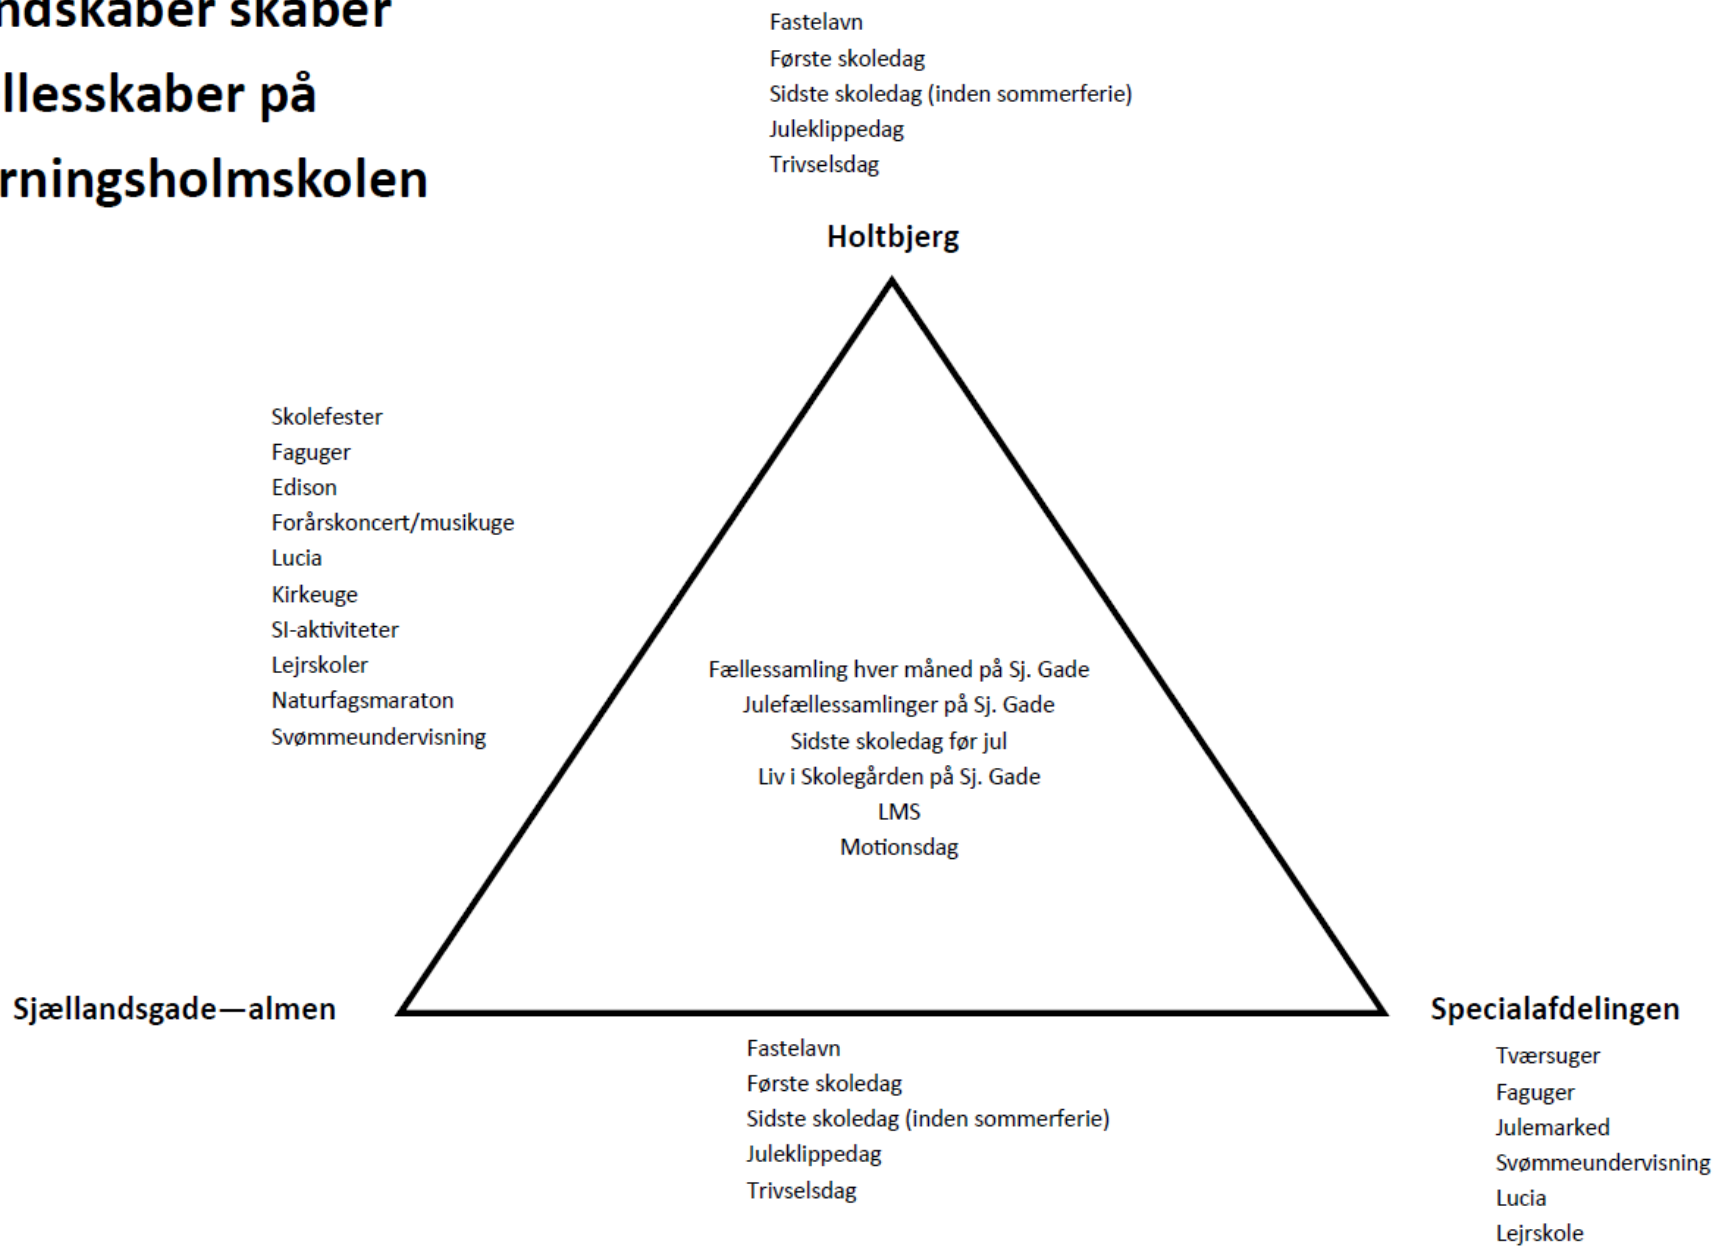 ndskaber skaber
llesskaber på
rningsholmskolen
Fastelavn
Første skoledag
Sidste skoledag (inden sommerferie)
Juleklippedag
Trivselsdag
Holtbjerg
Skolefester
Faguger
Edison
Forårskoncert/musikuge
Lucia
Kirkeuge
SI-aktiviteter
Lejrskoler
Naturfagsmaraton
Svømmeundervisning
Fællessamling hver måned på Sj. Gade
Julefællessamlinger på Sj. Gade
Sidste skoledag før jul
Liv i Skolegården på Sj. Gade
LMS
Motionsdag
Sjællandsgade—almen
Specialafdelingen
Fastelavn
Første skoledag
Sidste skoledag (inden sommerferie)
Juleklippedag
Trivselsdag
Tværsuger
Faguger
Julemarked
Svømmeundervisning
Lucia
Lejrskole